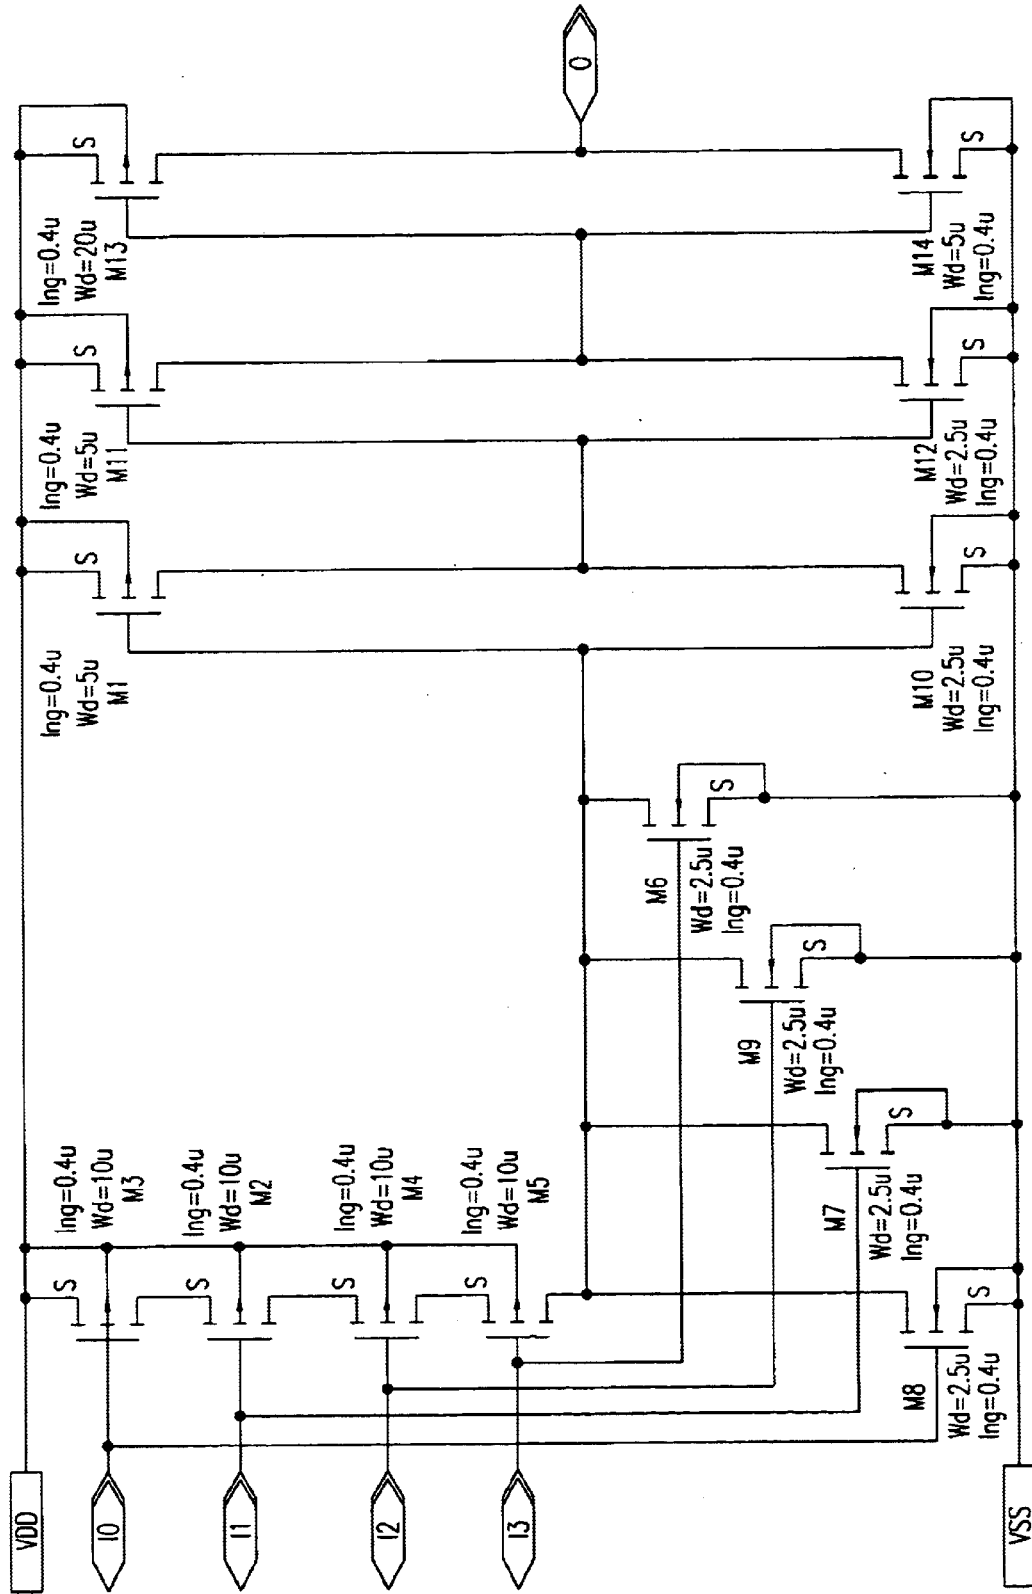 VDD
I0
I1
I2
I3
VSS
lng=0.4u
Wd=10u
M3
S
lng=0.4u
Wd=10u
M2
S
lng=0.4u
Wd=10u
M4
S
lng=0.4u
Wd=10u
M5
S
M8
Wd=2.5u
lng=0.4u
S
M7
Wd=2.5u
lng=0.4u
S
M9
Wd=2.5u
lng=0.4u
S
M6
Wd=2.5u
lng=0.4u
S
lng=0.4u
Wd=5u
M1
S
M10
Wd=2.5u
lng=0.4u
S
lng=0.4u
Wd=5u
M11
S
M12
Wd=2.5u
lng=0.4u
S
lng=0.4u
Wd=20u
M13
S
M14
Wd=5u
lng=0.4u
S
O